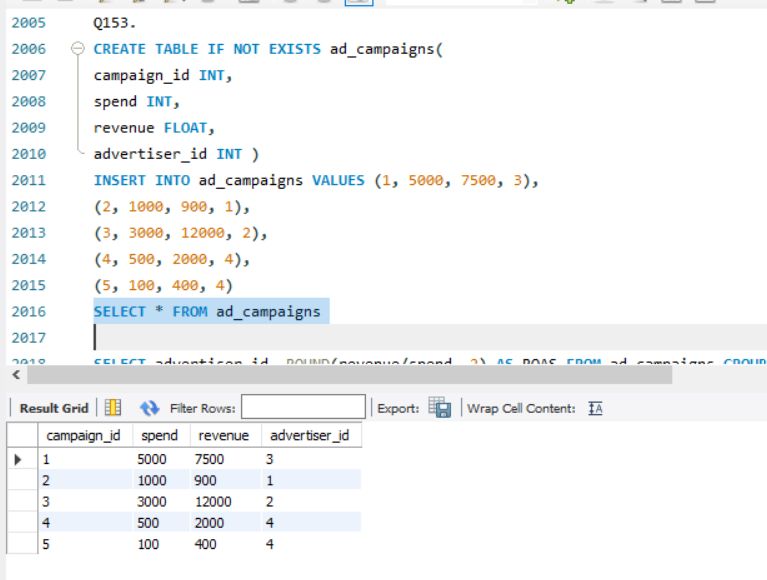 2005 Q153.
2006 CREATE TABLE IF NOT EXISTS ad_campaigns(
2007 campaign_id INT,
2008 spend INT,
2009 revenue FLOAT,
2010 advertiser_id INT )
2011 INSERT INTO ad_campaigns VALUES (1, 5000, 7500, 3),
2012 (2, 1000, 900, 1),
2013 (3, 3000, 12000, 2),
2014 (4, 500, 2000, 4),
2015 (5, 100, 400, 4)
2016 SELECT * FROM ad_campaigns
2017
2018 SELECT advertiser_id, ROUND(revenue/spend, 2) AS ROAS FROM ad_campaigns GROUP
Result Grid Filter Rows: Export: Wrap Cell Content:
campaign_id spend revenue advertiser_id
1 5000 7500 3
2 1000 900 1
3 3000 12000 2
4 500 2000 4
5 100 400 4